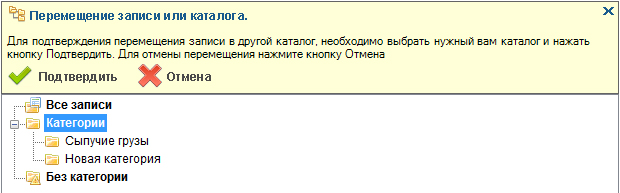 Перемещение записи или каталога.
Для подтверждения перемещения записи в другой каталог, необходимо выбрать нужный вам каталог и нажать
кнопку Подтвердить. Для отмены перемещения нажмите кнопку Отмена
Подтвердить Отмена
Все записи
Категории
Сыпучие грузы
Новая категория
Без категории